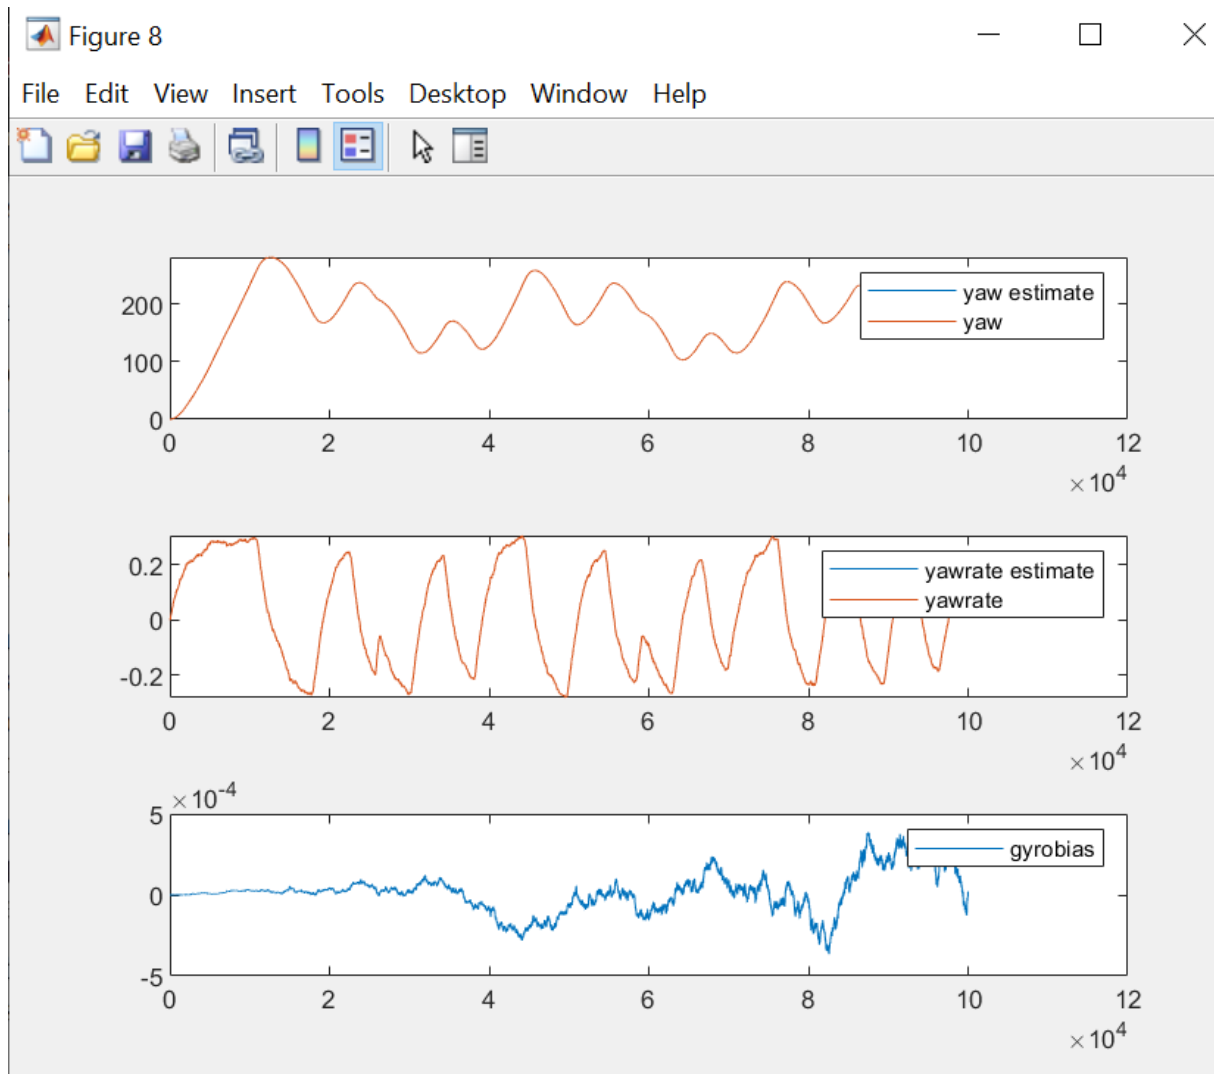 Figure 8
File Edit View Insert Tools Desktop Window Help
200
100
0
yaw estimate
yaw
0 2 4 6 8 10 12
×10^4
0.2
0
-0.2
yawrate estimate
yawrate
0 2 4 6 8 10 12
×10^4
×10^-4
5
0
-5
gyrobias
0 2 4 6 8 10 12
×10^4